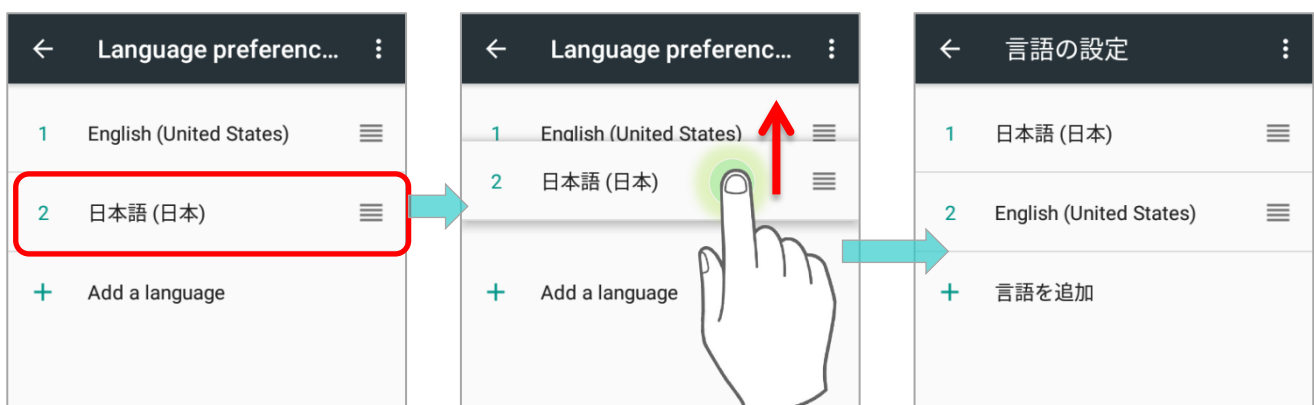 Language preferenc...
1 English (United States)
2 日本語 (日本)
+ Add a language
Language preferenc...
1 English (United States)
2 日本語 (日本)
+ Add a language
言語の設定
1 日本語 (日本)
2 English (United States)
+ 言語を追加